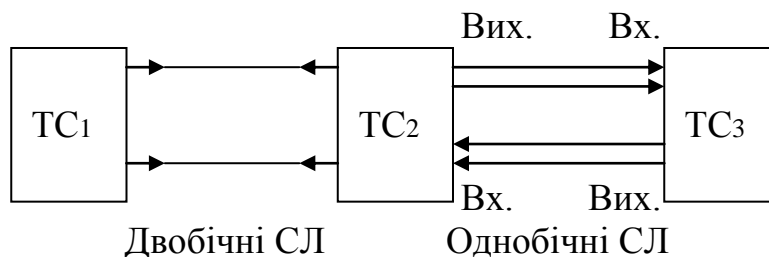 Вих. Вх.
ТС1 ТС2 ТС3
Вх. Вих.
Двобічні СЛ Однобічні СЛ